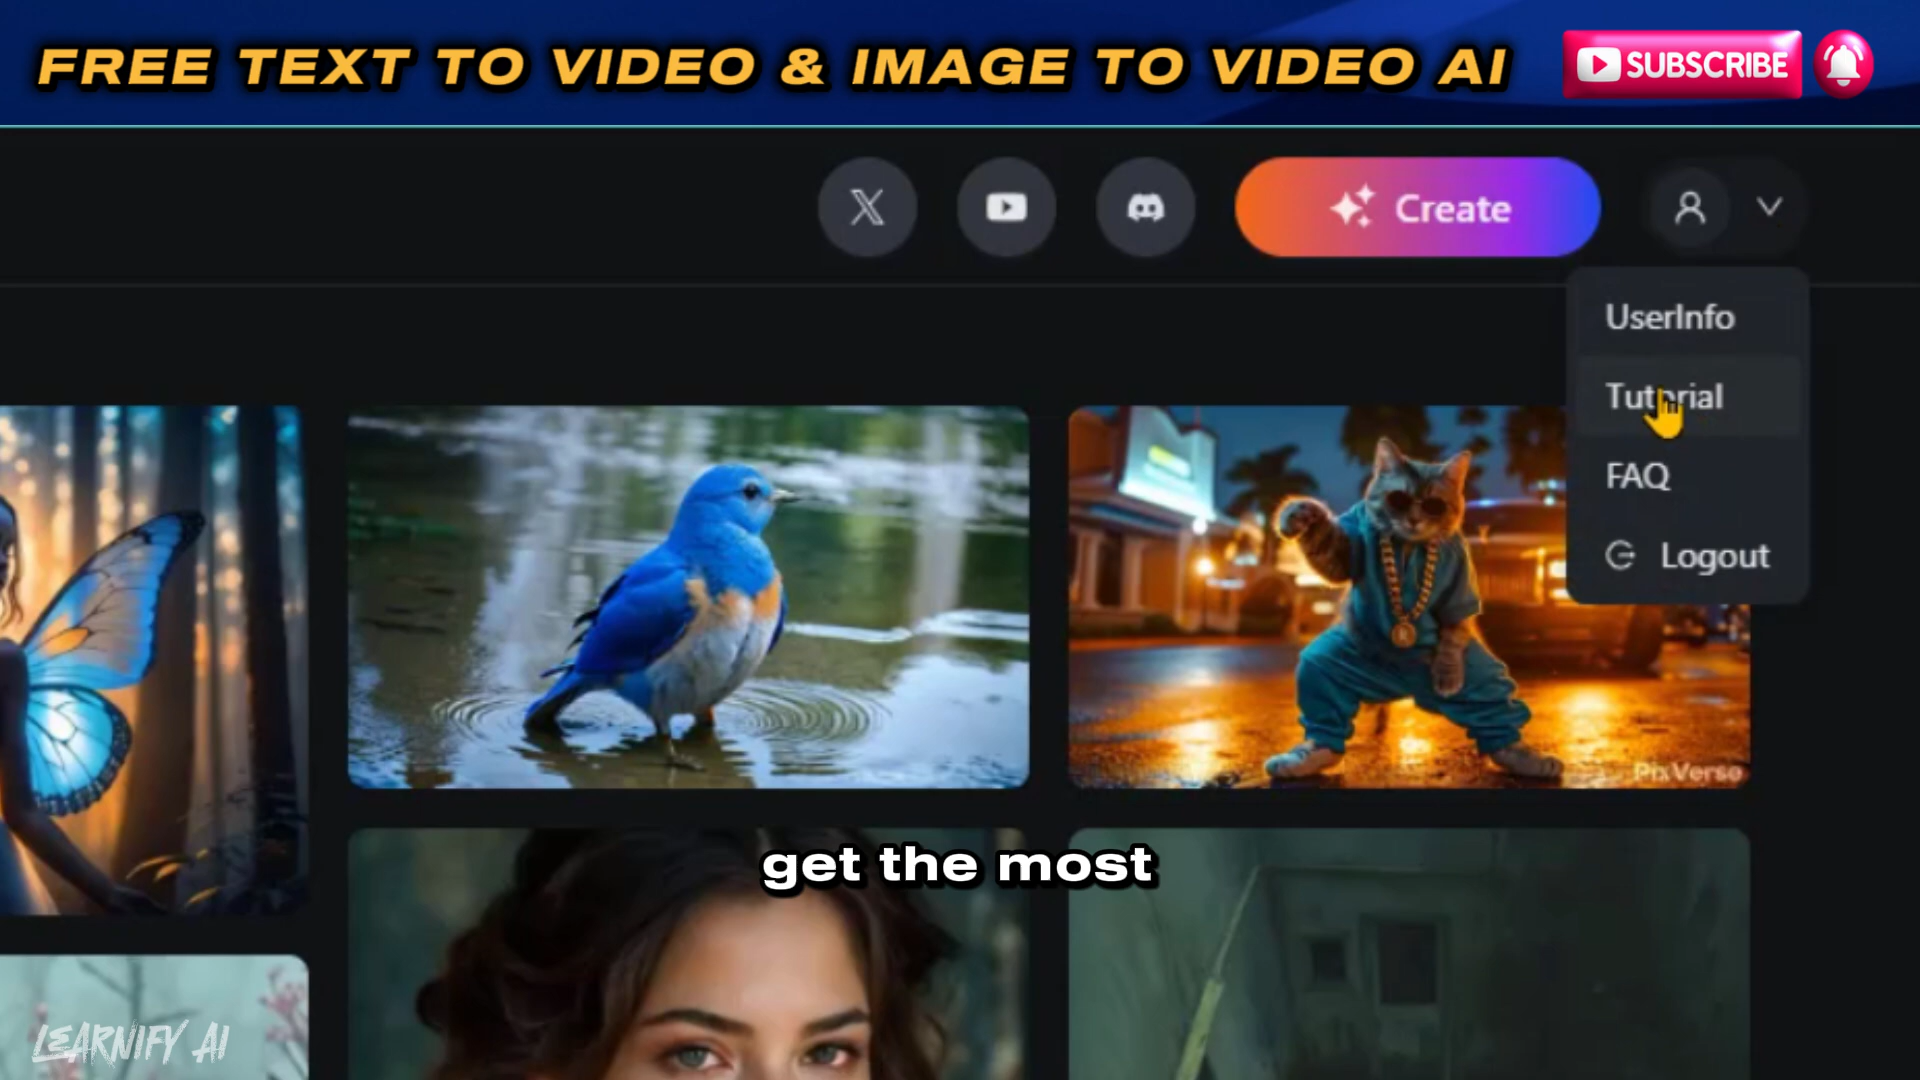 FREE TEXT TO VIDEO & IMAGE TO VIDEO AI
SUBSCRIBE
Create
UserInfo
Tutorial
FAQ
Logout
PixVerse
get the most
LEARNIFY AI